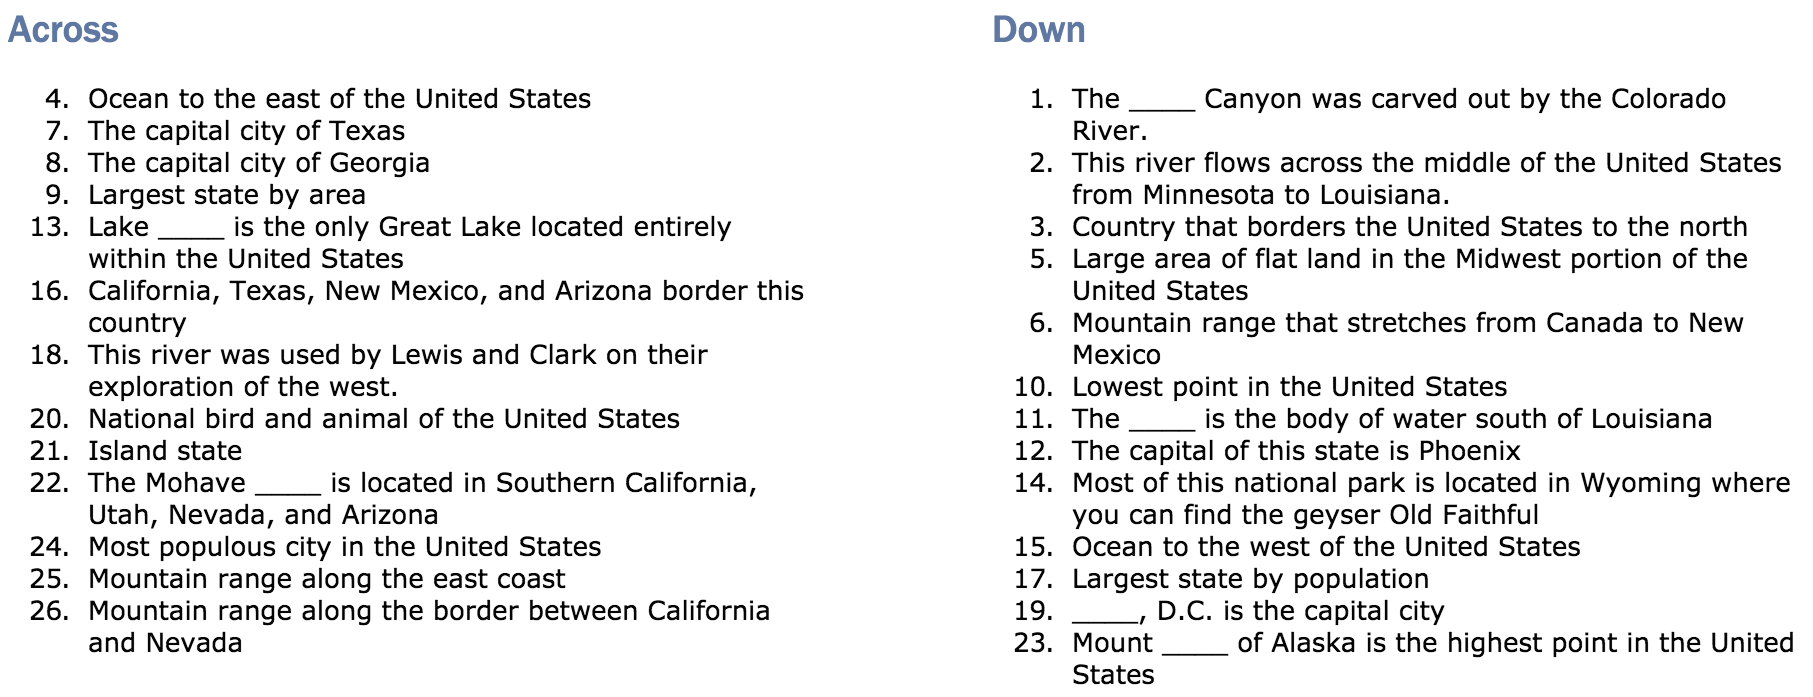 Across
4. Ocean to the east of the United States
7. The capital city of Texas
8. The capital city of Georgia
9. Largest state by area
13. Lake _____ is the only Great Lake located entirely
within the United States
16. California, Texas, New Mexico, and Arizona border this
country
18. This river was used by Lewis and Clark on their
exploration of the west.
20. National bird and animal of the United States
21. Island state
22. The Mohave _____ is located in Southern California,
Utah, Nevada, and Arizona
24. Most populous city in the United States
25. Mountain range along the east coast
26. Mountain range along the border between California
and Nevada
Down
1. The _____ Canyon was carved out by the Colorado
River.
2. This river flows across the middle of the United States
from Minnesota to Louisiana.
3. Country that borders the United States to the north
5. Large area of flat land in the Midwest portion of the
United States
6. Mountain range that stretches from Canada to New
Mexico
10. Lowest point in the United States
11. The _____ is the body of water south of Louisiana
12. The capital of this state is Phoenix
14. Most of this national park is located in Wyoming where
you can find the geyser Old Faithful
15. Ocean to the west of the United States
17. Largest state by population
19. _____, D.C. is the capital city
23. Mount _____ of Alaska is the highest point in the United
States